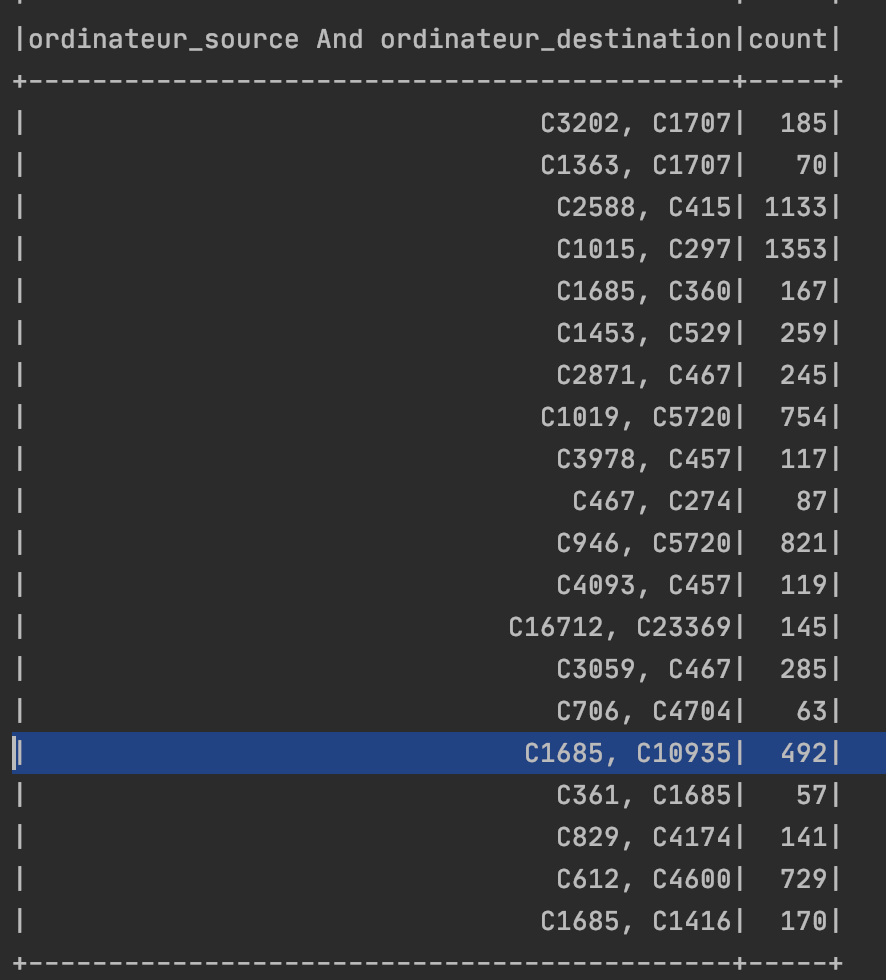 |ordinateur_source And ordinateur_destination|count|
+--------------------------------------------+-----+
|                                C3202, C1707|  185|
|                                C1363, C1707|   70|
|                                 C2588, C415| 1133|
|                                 C1015, C297| 1353|
|                                 C1685, C360|  167|
|                                 C1453, C529|  259|
|                                 C2871, C467|  245|
|                                C1019, C5720|  754|
|                                 C3978, C457|  117|
|                                  C467, C274|   87|
|                                 C946, C5720|  821|
|                                 C4093, C457|  119|
|                              C16712, C23369|  145|
|                                 C3059, C467|  285|
|                                 C706, C4704|   63|
|                               C1685, C10935|  492|
|                                 C361, C1685|   57|
|                                 C829, C4174|  141|
|                                 C612, C4600|  729|
|                                C1685, C1416|  170|
+--------------------------------------------+-----+